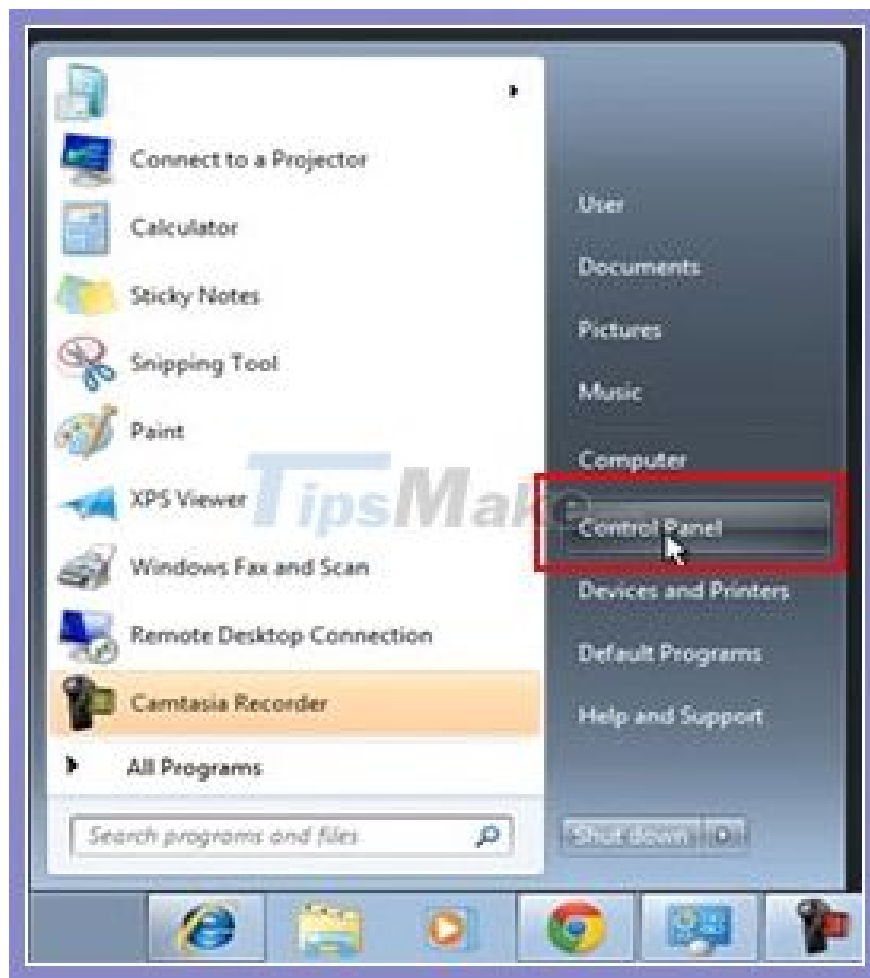 Connect to a Projector
Calculator
Sticky Notes
Snipping Tool
Paint
XPS Viewer
Windows Fax and Scan
Remote Desktop Connection
Camtasia Recorder
All Programs
Search programs and files
User
Documents
Pictures
Music
Computer
Control Panel
Devices and Printers
Default Programs
Help and Support
Shut down
TipsMake